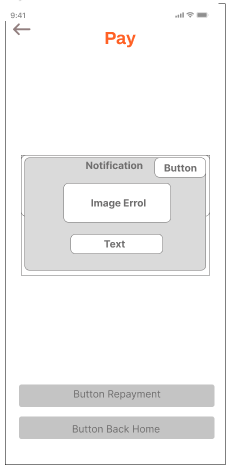 9:41
Pay
Notification
Button
Image Errol
Text
Button Repayment
Button Back Home